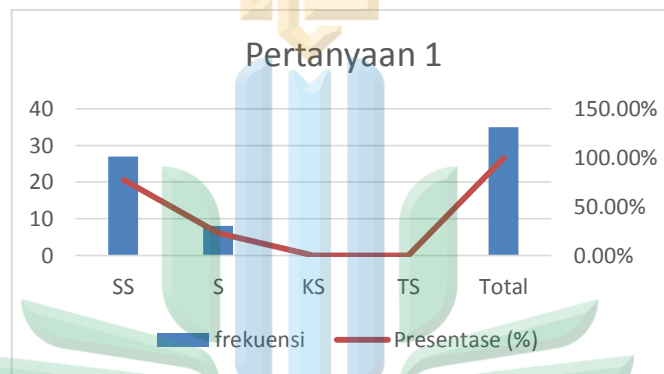 Pertanyaan 1
40 150.00%
30 100.00%
20
10 50.00%
0 0.00%
SS S KS TS Total
frekuensi Presentase (%)